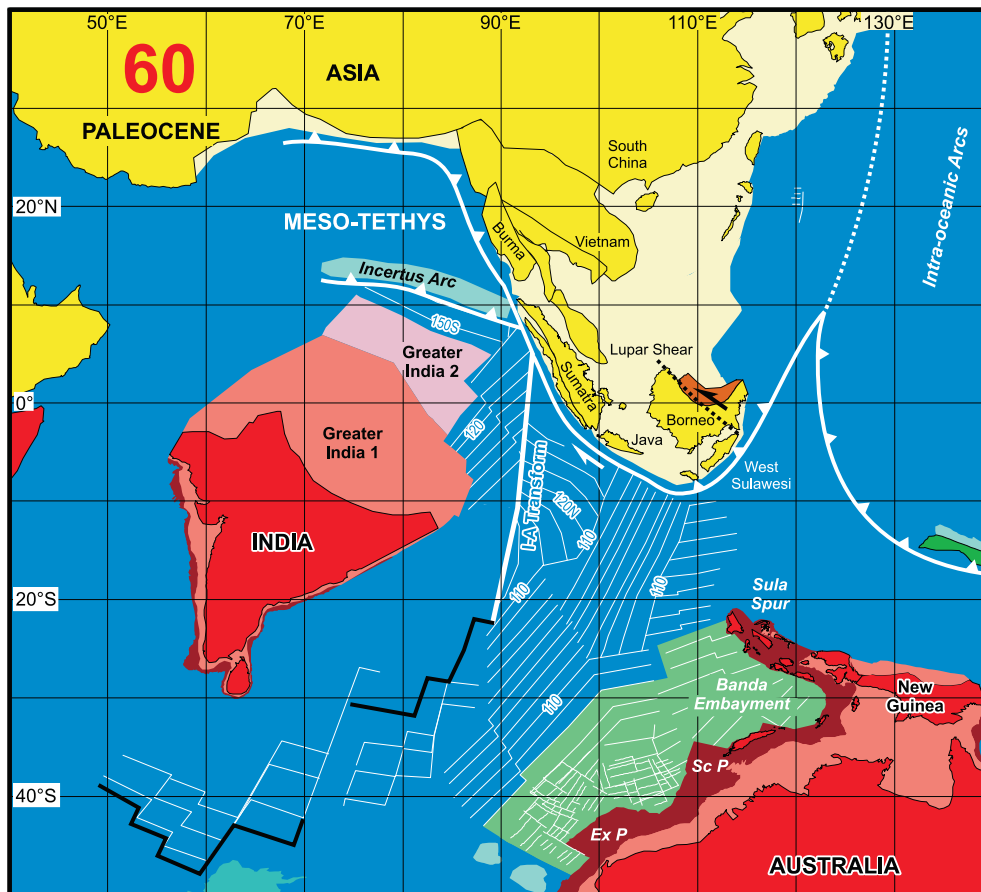 50°E
70°E
90°E
110°E
130°E
60
ASIA
PALEOCENE
South
China
20°N
MESO-TETHYS
Burma
Vietnam
Intra-oceanic Arcs
Incertus Arc
150S
Greater
India 2
Lupar Shear
Sumatra
0°
Borneo
Greater
India 1
120
Java
West
Sulawesi
I-A Transform
120N
110
INDIA
110
110
20°S
Sula
Spur
Banda
Embayment
New
Guinea
110
Sc P
40°S
Ex P
AUSTRALIA